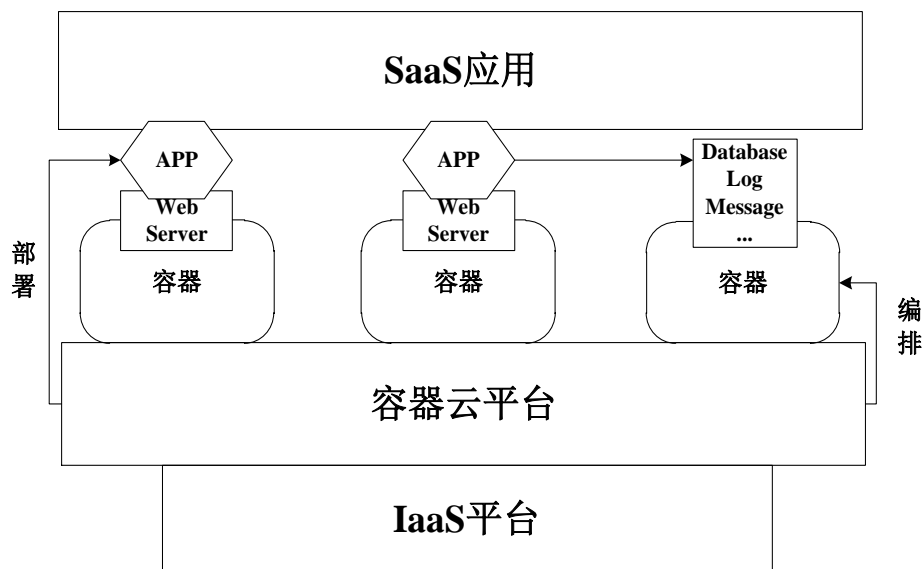 SaaS应用
APP
Web
Server
容器
APP
Web
Server
容器
Database
Log
Message
...
容器
部
署
编
排
容器云平台
IaaS平台